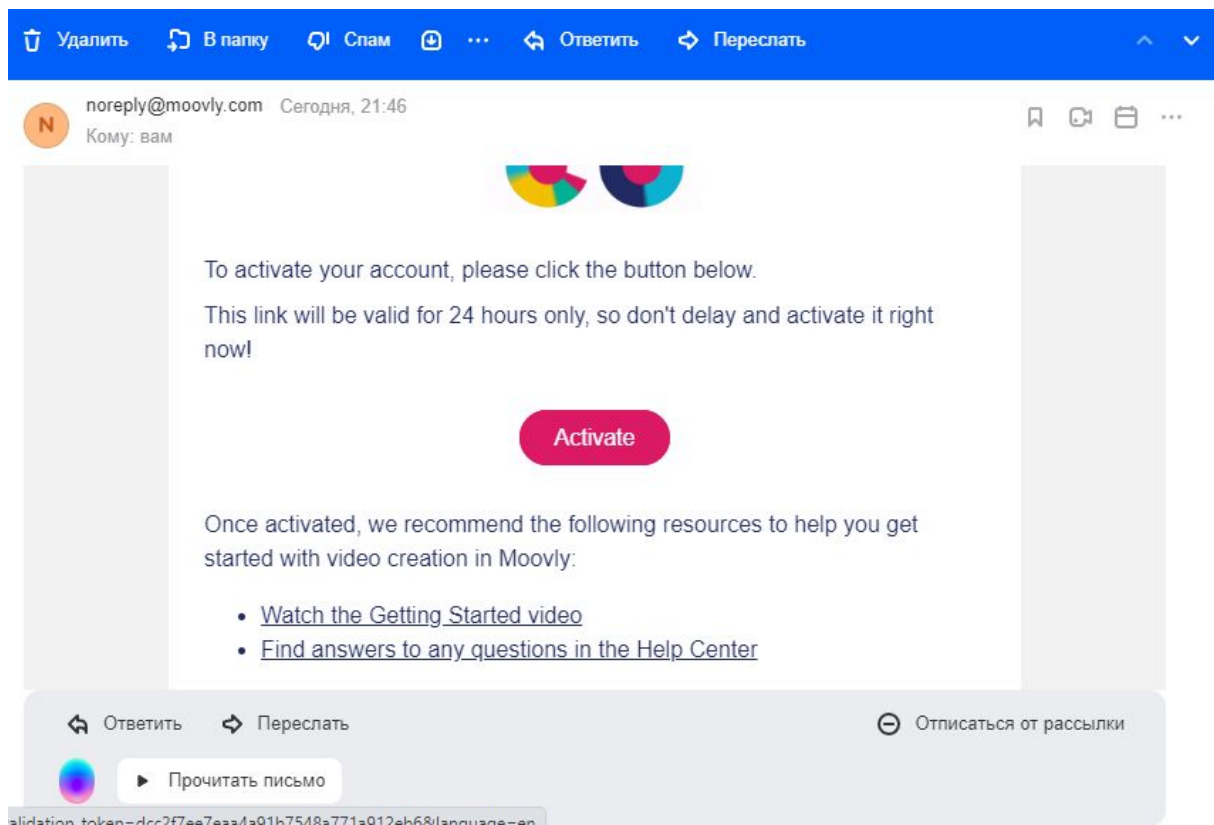 Удалить В папку Спам ... Ответить Переслать
noreply@moovly.com Сегодня, 21:46
N
Кому: вам
To activate your account, please click the button below.
This link will be valid for 24 hours only, so don't delay and activate it right
now!
Activate
Once activated, we recommend the following resources to help you get
started with video creation in Moovly:
• Watch the Getting Started video
• Find answers to any questions in the Help Center
Ответить Переслать Отписаться от рассылки
Прочитать письмо
alidation_token=dcc2f7ee7eaa4a91b7548a771a912eb6&language=en